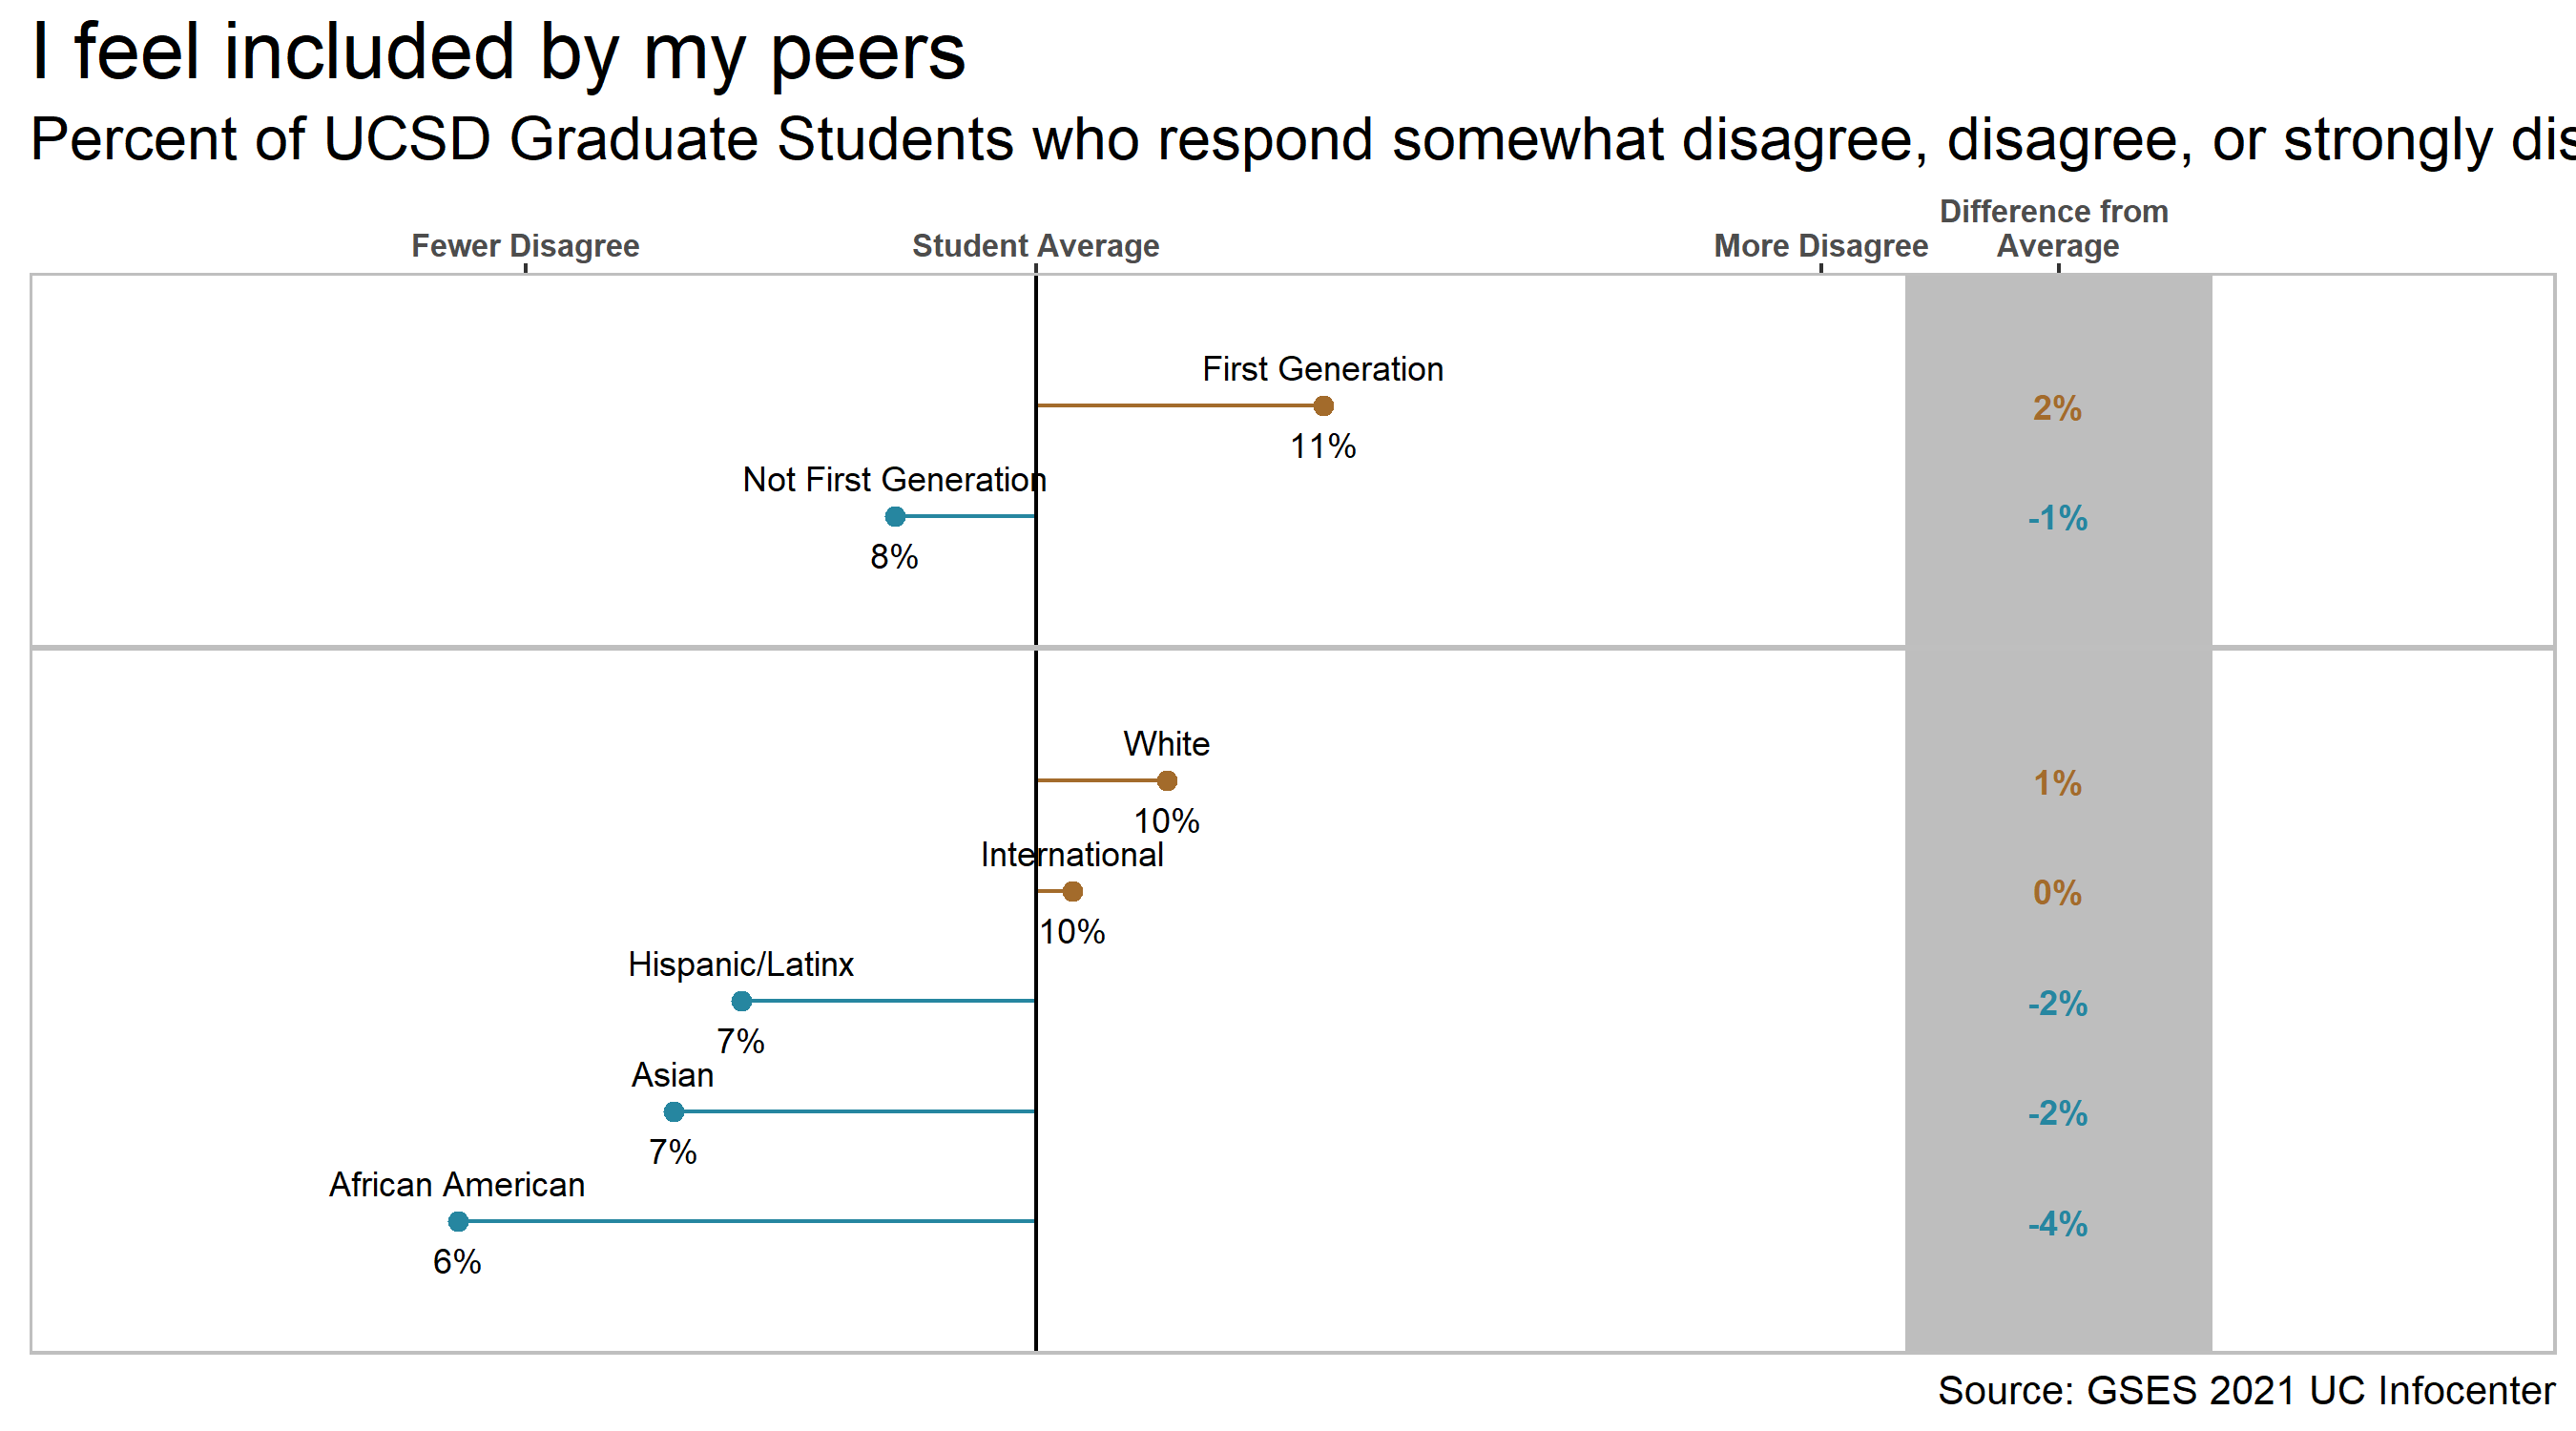 I feel included by my peers
Percent of UCSD Graduate Students who respond somewhat disagree, disagree, or strongly dis
Fewer Disagree
Student Average
More Disagree
Difference from
Average
First Generation
11%
2%
Not First Generation
8%
-1%
White
10%
1%
International
10%
0%
Hispanic/Latinx
7%
-2%
Asian
7%
-2%
African American
6%
-4%
Source: GSES 2021 UC Infocenter